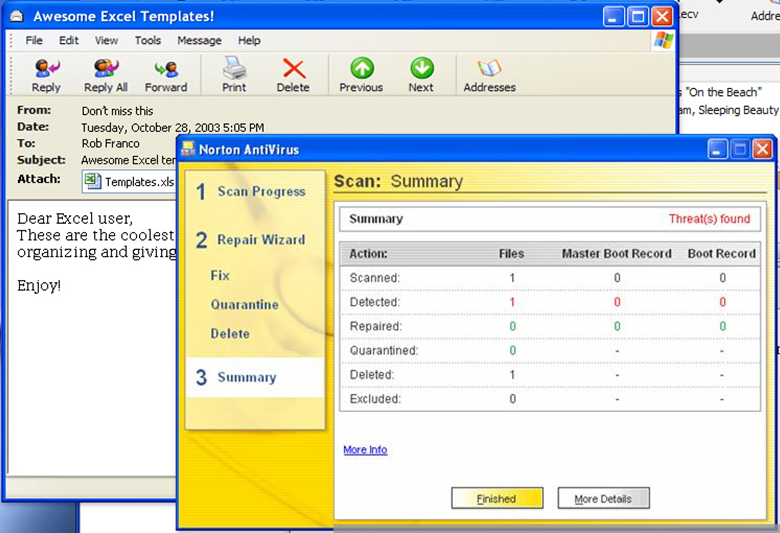 Awesome Excel Templates!
File Edit View Tools Message Help
Reply Reply All Forward Print Delete Previous Next Addresses
From: Don't miss this
Date: Tuesday, October 28, 2003 5:05 PM
To: Rob Franco
Subject: Awesome Excel tem
Attach: Templates.xls
Dear Excel user,
These are the coolest
organizing and giving
Enjoy!
Norton AntiVirus
1 Scan Progress
2 Repair Wizard
Fix
Quarantine
Delete
3 Summary
Scan: Summary
Summary Threat(s) found
Action: Files Master Boot Record Boot Record
Scanned: 1 0 0
Detected: 1 0 0
Repaired: 0 0 0
Quarantined: 0 - -
Deleted: 1 - -
Excluded: 0 - -
More Info
Finished More Details
Addre
"On the Beach"
am, Sleeping Beauty